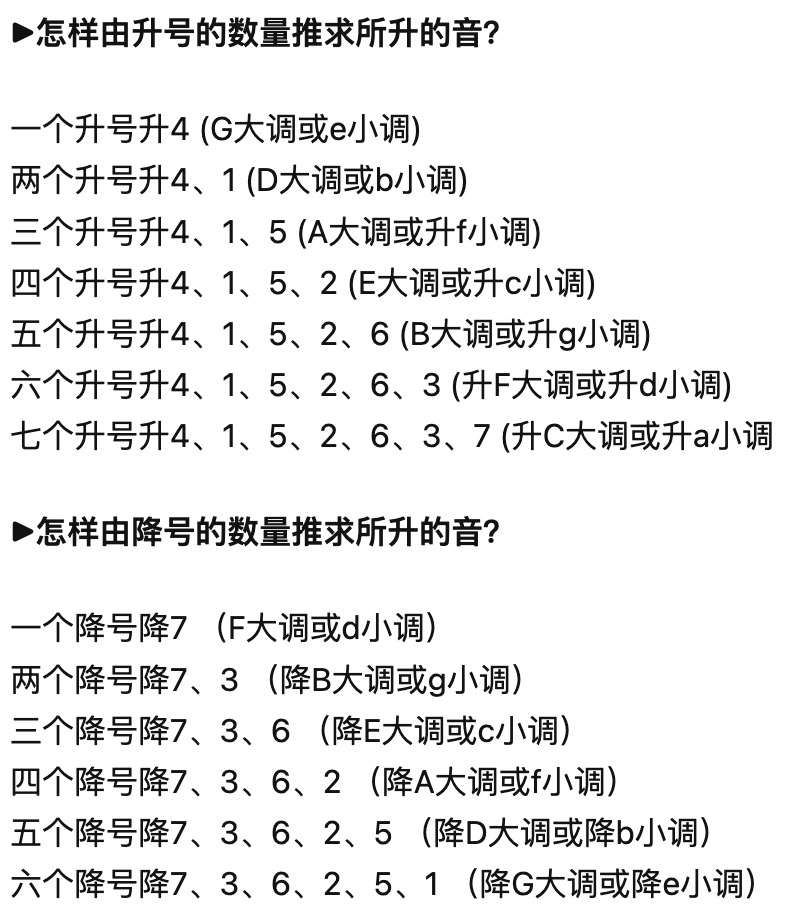 ▶怎样由升号的数量推求所升的音?
一个升号升4 (G大调或e小调)
两个升号升4、1 (D大调或b小调)
三个升号升4、1、5 (A大调或升f小调)
四个升号升4、1、5、2 (E大调或升c小调)
五个升号升4、1、5、2、6 (B大调或升g小调)
六个升号升4、1、5、2、6、3 (升F大调或升d小调)
七个升号升4、1、5、2、6、3、7 (升C大调或升a小调
▶怎样由降号的数量推求所升的音?
一个降号降7 （F大调或d小调）
两个降号降7、3 （降B大调或g小调）
三个降号降7、3、6 （降E大调或c小调）
四个降号降7、3、6、2 （降A大调或f小调）
五个降号降7、3、6、2、5 （降D大调或降b小调）
六个降号降7、3、6、2、5、1 （降G大调或降e小调）